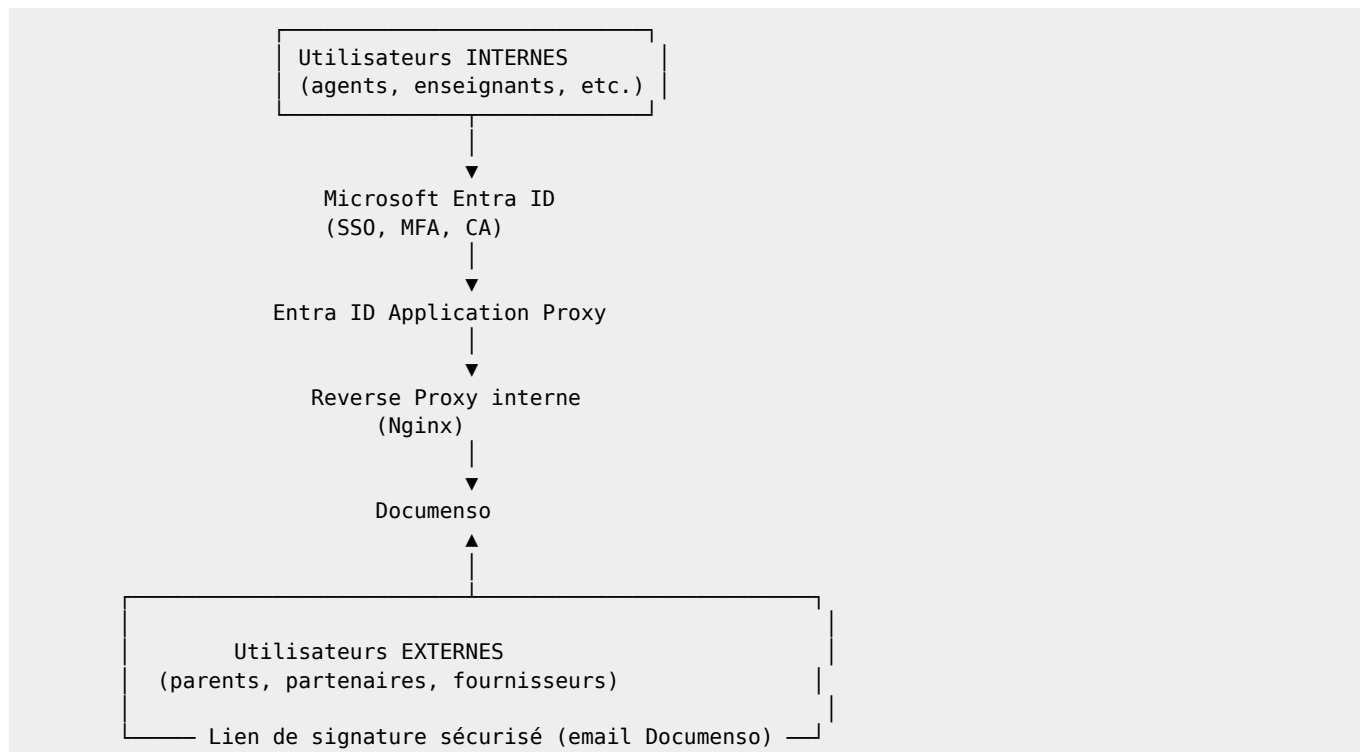 Utilisateurs INTERNES
(agents, enseignants, etc.)
Microsoft Entra ID
(SSO, MFA, CA)
Entra ID Application Proxy
Reverse Proxy interne
(Nginx)
Documenso
Utilisateurs EXTERNES
(parents, partenaires, fournisseurs)
Lien de signature sécurisé (email Documenso)